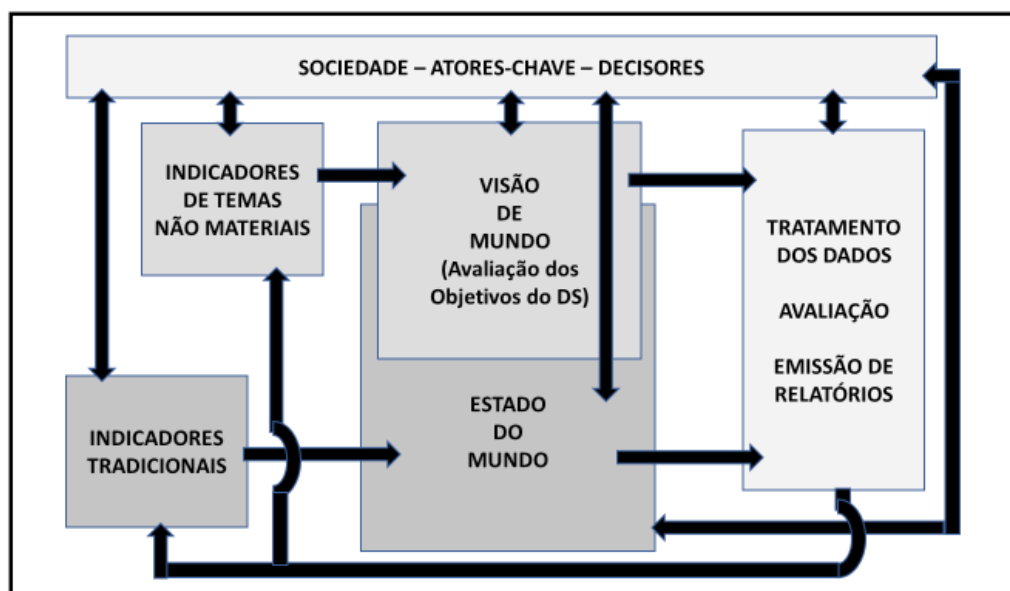 SOCIEDADE – ATORES-CHAVE – DECISORES
INDICADORES
DE TEMAS
NÃO MATERIAIS
VISÃO
DE
MUNDO
(Avaliação dos
Objetivos do DS)
TRATAMENTO
DOS DADOS
AVALIAÇÃO
EMISSÃO DE
RELATÓRIOS
INDICADORES
TRADICIONAIS
ESTADO
DO
MUNDO